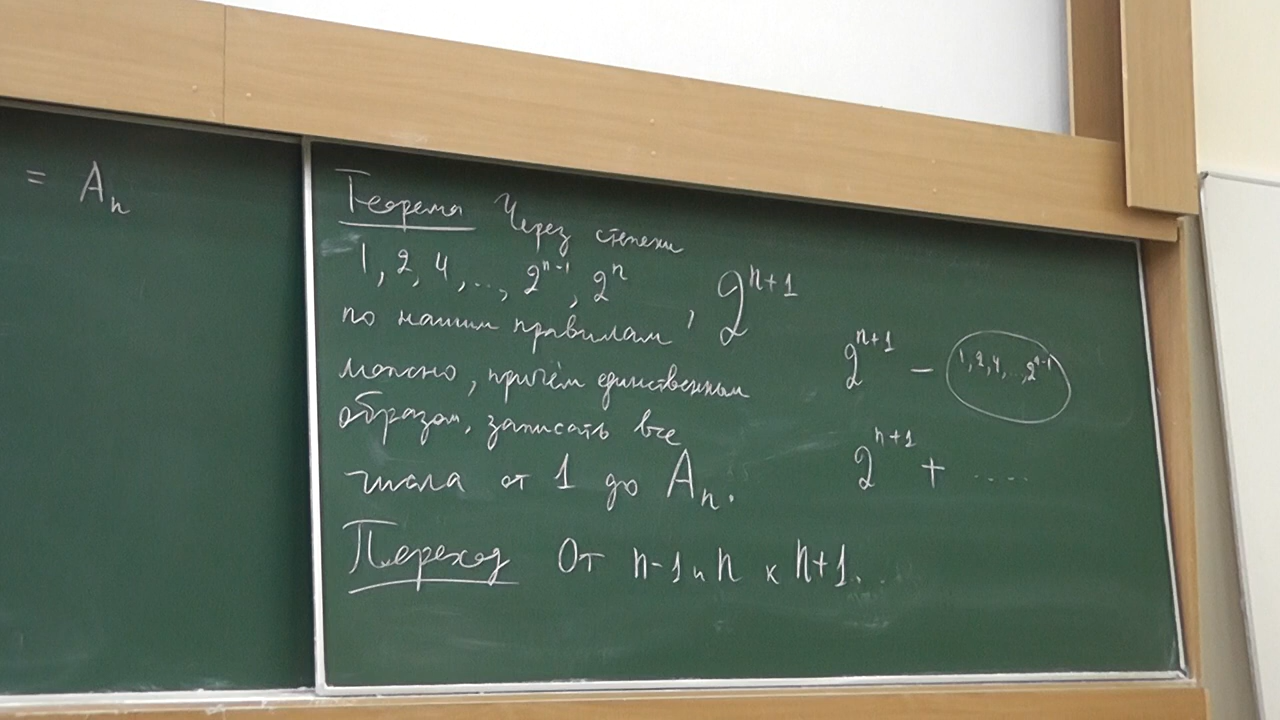 = Aₙ
Теорема Через степени
1, 2, 4, ..., 2ⁿ⁻¹, 2ⁿ, 2ⁿ⁺¹
по нашим правилам
можно, причём единственным
образом, записать все
числа от 1 до Aₙ.
Переход От n-1 и n к n+1.
2ⁿ⁺¹ - 1, 2, 4, ..., 2ⁿ⁻¹
2ⁿ⁺¹ + ....